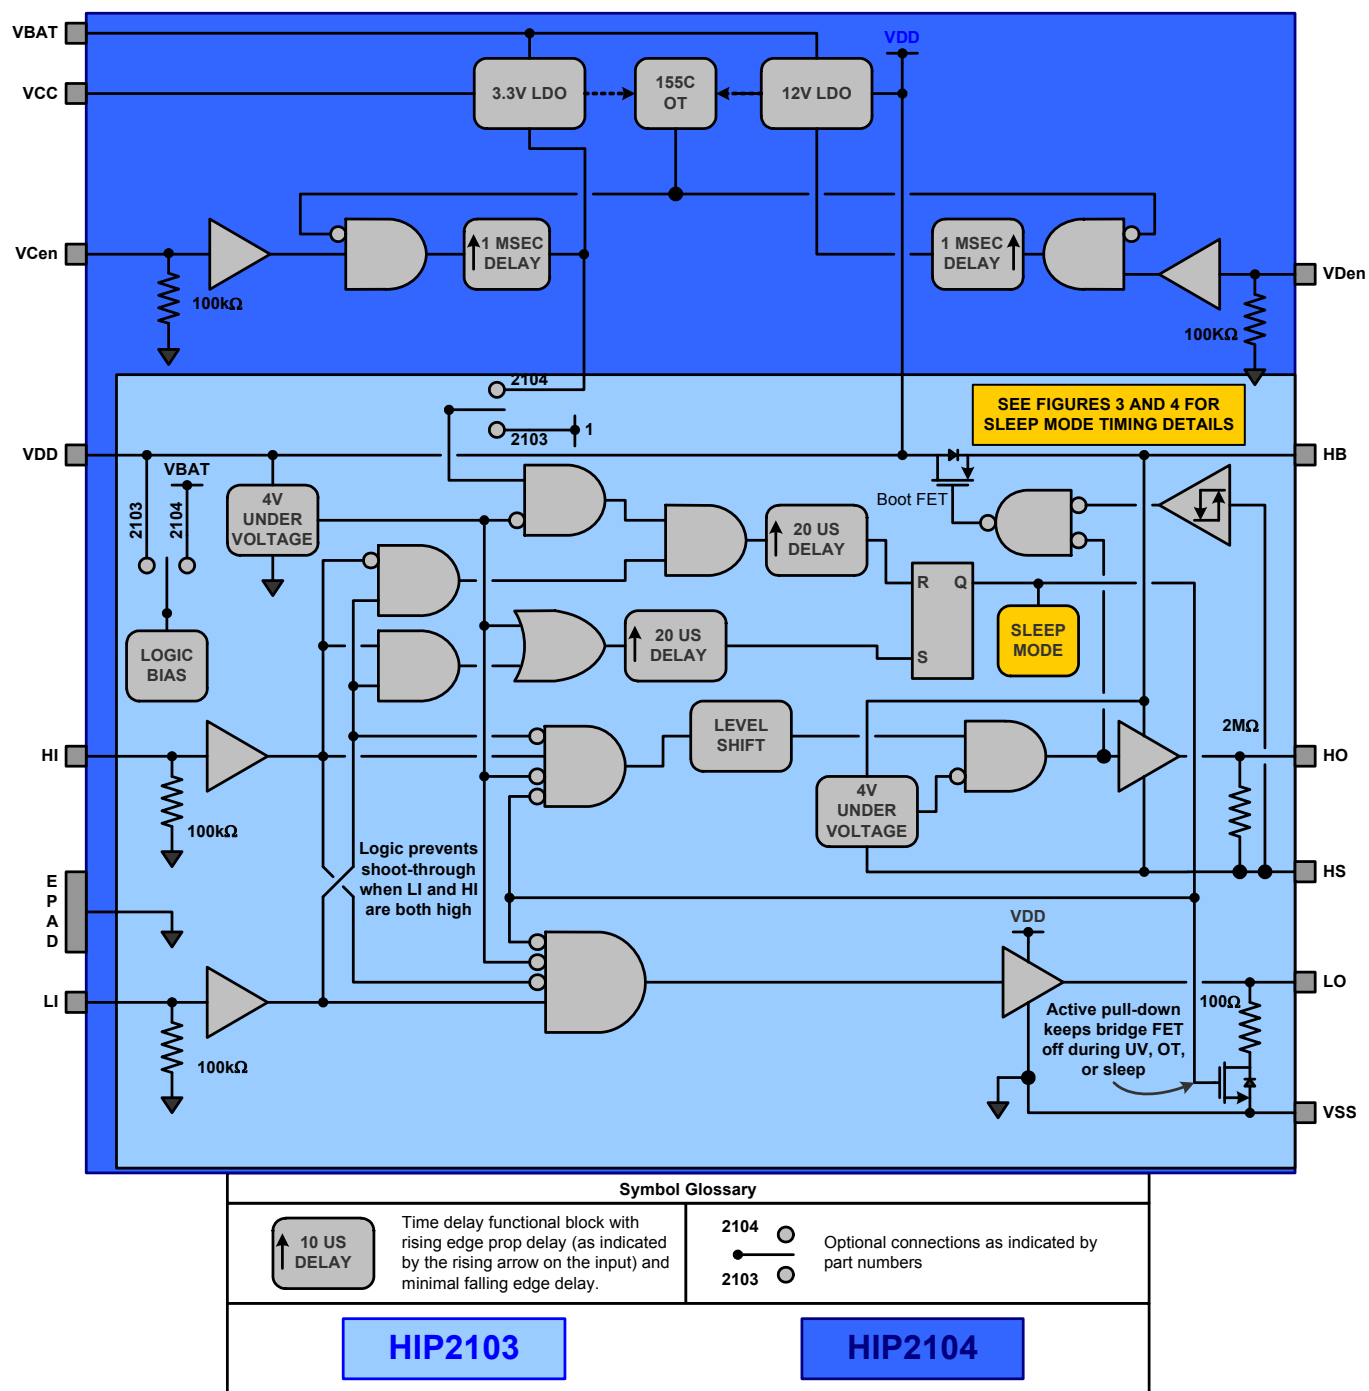 VBAT
VDD
3.3V LDO
155C
OT
12V LDO
VCC
VCen
1 MSEC
DELAY
1 MSEC
DELAY
VDen
100kΩ
100KΩ
2104
2103
1
SEE FIGURES 3 AND 4 FOR
SLEEP MODE TIMING DETAILS
VDD
HB
VBAT
2103
2104
4V
UNDER
VOLTAGE
Boot FET
20 US
DELAY
R
Q
S
20 US
DELAY
SLEEP
MODE
LOGIC
BIAS
LEVEL
SHIFT
2MΩ
HI
HO
4V
UNDER
VOLTAGE
100kΩ
Logic prevents
shoot-through
when LI and HI
are both high
HS
E
P
A
D
VDD
LI
LO
100Ω
Active pull-down
keeps bridge FET
off during UV, OT,
or sleep
100kΩ
VSS
Symbol Glossary
10 US
DELAY
Time delay functional block with
rising edge prop delay (as indicated
by the rising arrow on the input) and
minimal falling edge delay.
2104
2103
Optional connections as indicated by
part numbers
HIP2103
HIP2104